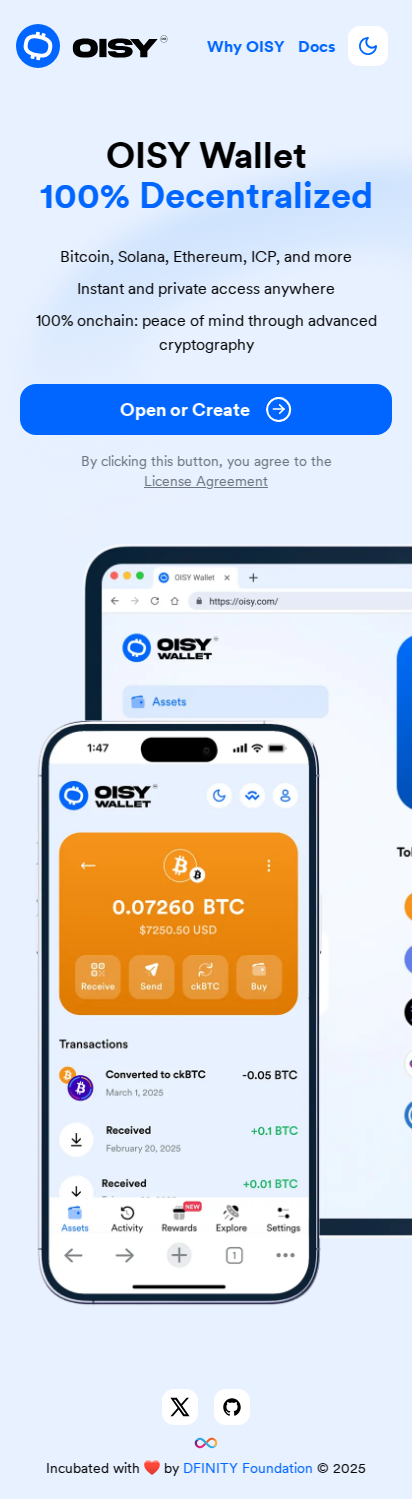 OISY
Why OISY
Docs
OISY Wallet
100% Decentralized
Bitcoin, Solana, Ethereum, ICP, and more
Instant and private access anywhere
100% onchain: peace of mind through advanced
cryptography
Open or Create
By clicking this button, you agree to the
License Agreement
OISY Wallet
https://oisy.com/
OISY
WALLET
Assets
1:47
OISY
WALLET
0.07260 BTC
$7250.50 USD
Receive
Send
ckBTC
Buy
Transactions
Converted to ckBTC
-0.05 BTC
March 1, 2025
Received
+0.1 BTC
February 20, 2025
Received
+0.01 BTC
NEW
Assets
Activity
Rewards
Explore
Settings
1
Incubated with ❤️ by DFINITY Foundation © 2025